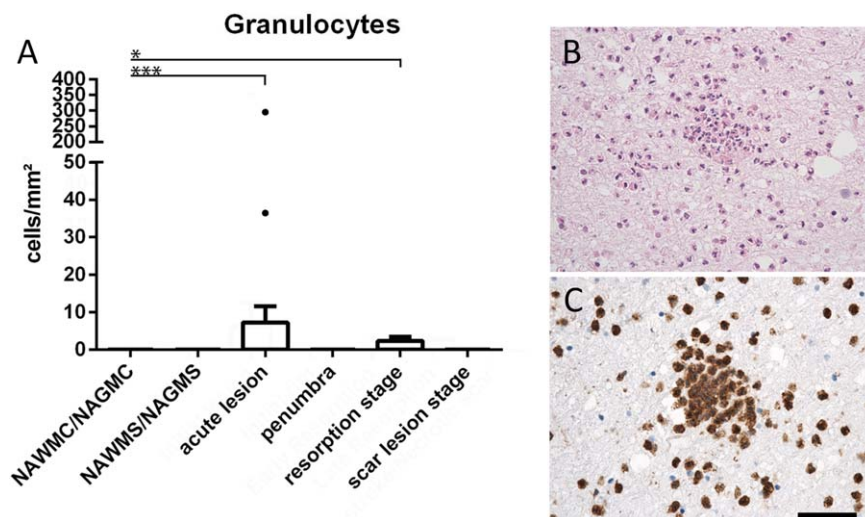 Granulocytes
A
*
***
400
350
300
250
200
50
40
30
20
10
0
cells/mm²
NAWMC/NAGMC
NAWMS/NAGMS
acute lesion
penumbra
resorption stage
scar lesion stage
B
C